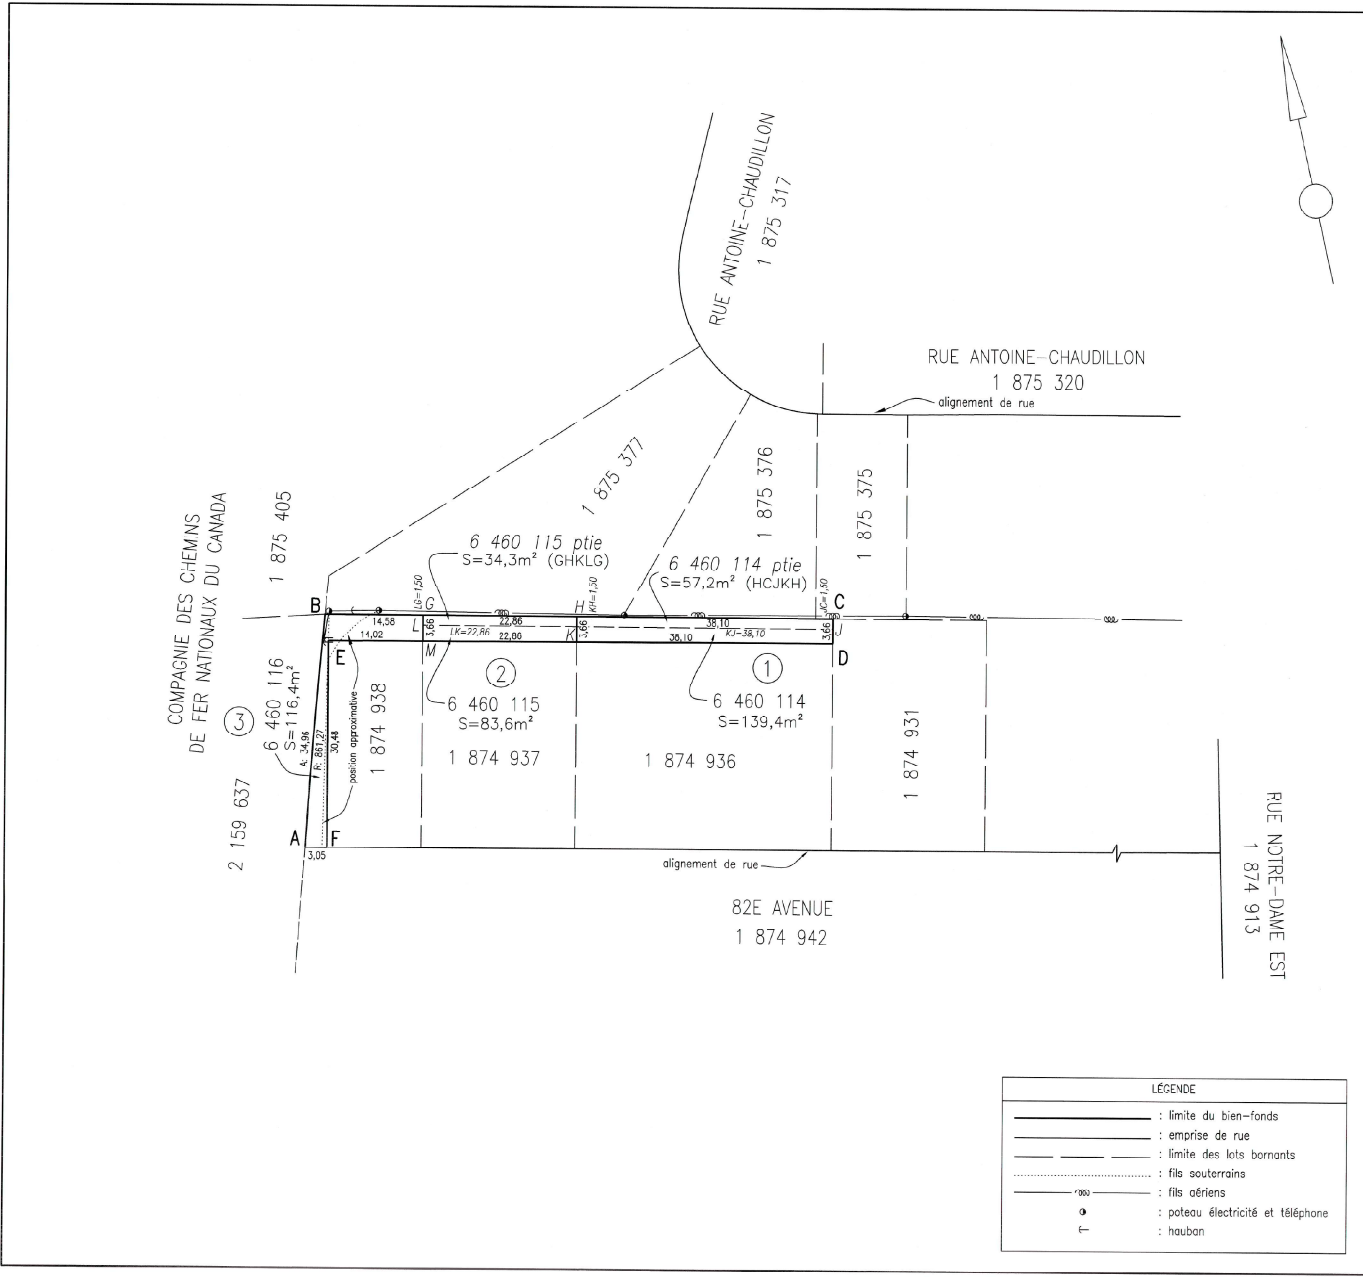 RUE ANTOINE-CHAUDILLON
1 875 317
RUE ANTOINE-CHAUDILLON
1 875 320
alignement de rue
COMPAGNIE DES CHEMINS
DE FER NATIONAUX DU CANADA
1 875 405
1 875 377
1 875 376
1 875 375
6 460 115 ptie
S=34,3m² (GHKLG)
6 460 114 ptie
S=57,2m² (HCJKH)
B
LG=1,50
G
H
KH=1,50
JC=1,50
C
14,58
22,86
38,10
L
3,66
LK=22,86
K
3,66
KJ=38,10
3,66
J
14,02
22,86
38,10
E
M
D
2
1
3
6 460 116
S=116,4m²
A: 34,96
R: 861,27
30,48
position approximative
1 874 938
6 460 115
S=83,6m²
1 874 937
6 460 114
S=139,4m²
1 874 936
1 874 931
2 159 637
A
F
3,05
alignement de rue
82E AVENUE
1 874 942
RUE NOTRE-DAME EST
1 874 913
LÉGENDE
: limite du bien-fonds
: emprise de rue
: limite des lots bornants
: fils souterrains
: fils aériens
: poteau électricité et téléphone
: hauban